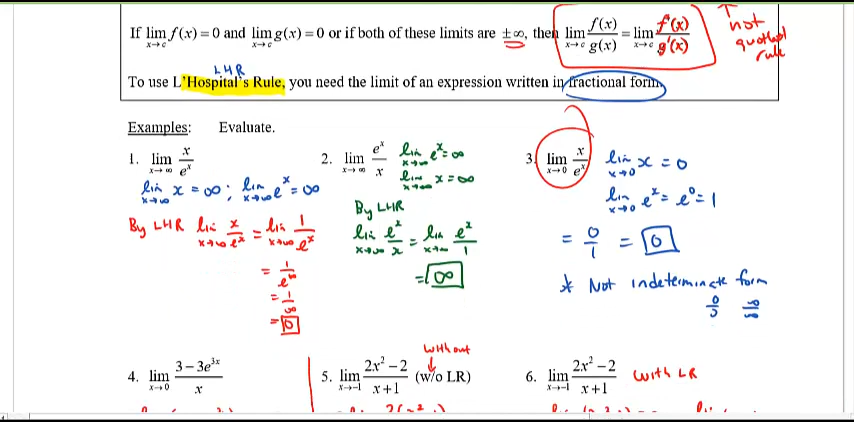 If lim x→c f(x) = 0 and lim x→c g(x) = 0 or if both of these limits are ±∞, then lim x→c f(x)/g(x) = lim x→c f'(x)/g'(x)
not
quotient
rule
LHR
To use L'Hospital's Rule, you need the limit of an expression written in fractional form.
Examples: Evaluate.
1. lim x→∞ x/e^x
lim x→∞ x = ∞ ; lim x→∞ e^x = ∞
By LHR lim x→∞ x/e^x = lim x→∞ 1/e^x
= 1/e^∞
= 1/∞
= 0
2. lim x→∞ e^x/x
lim x→∞ e^x = ∞
lim x→∞ x = ∞
By LHR
lim x→∞ e^x/x = lim x→∞ e^x/1
= ∞
3. lim x→0 x/e^x
lim x→0 x = 0
lim x→0 e^x = e^0 = 1
= 0/1 = 0
* Not indeterminate form
0/0 ∞/∞
4. lim x→0 (3 − 3e^3x)/x
without
5. lim x→−1 (2x² − 2)/(x + 1) (w/o LR)
6. lim x→−1 (2x² − 2)/(x + 1) with LR